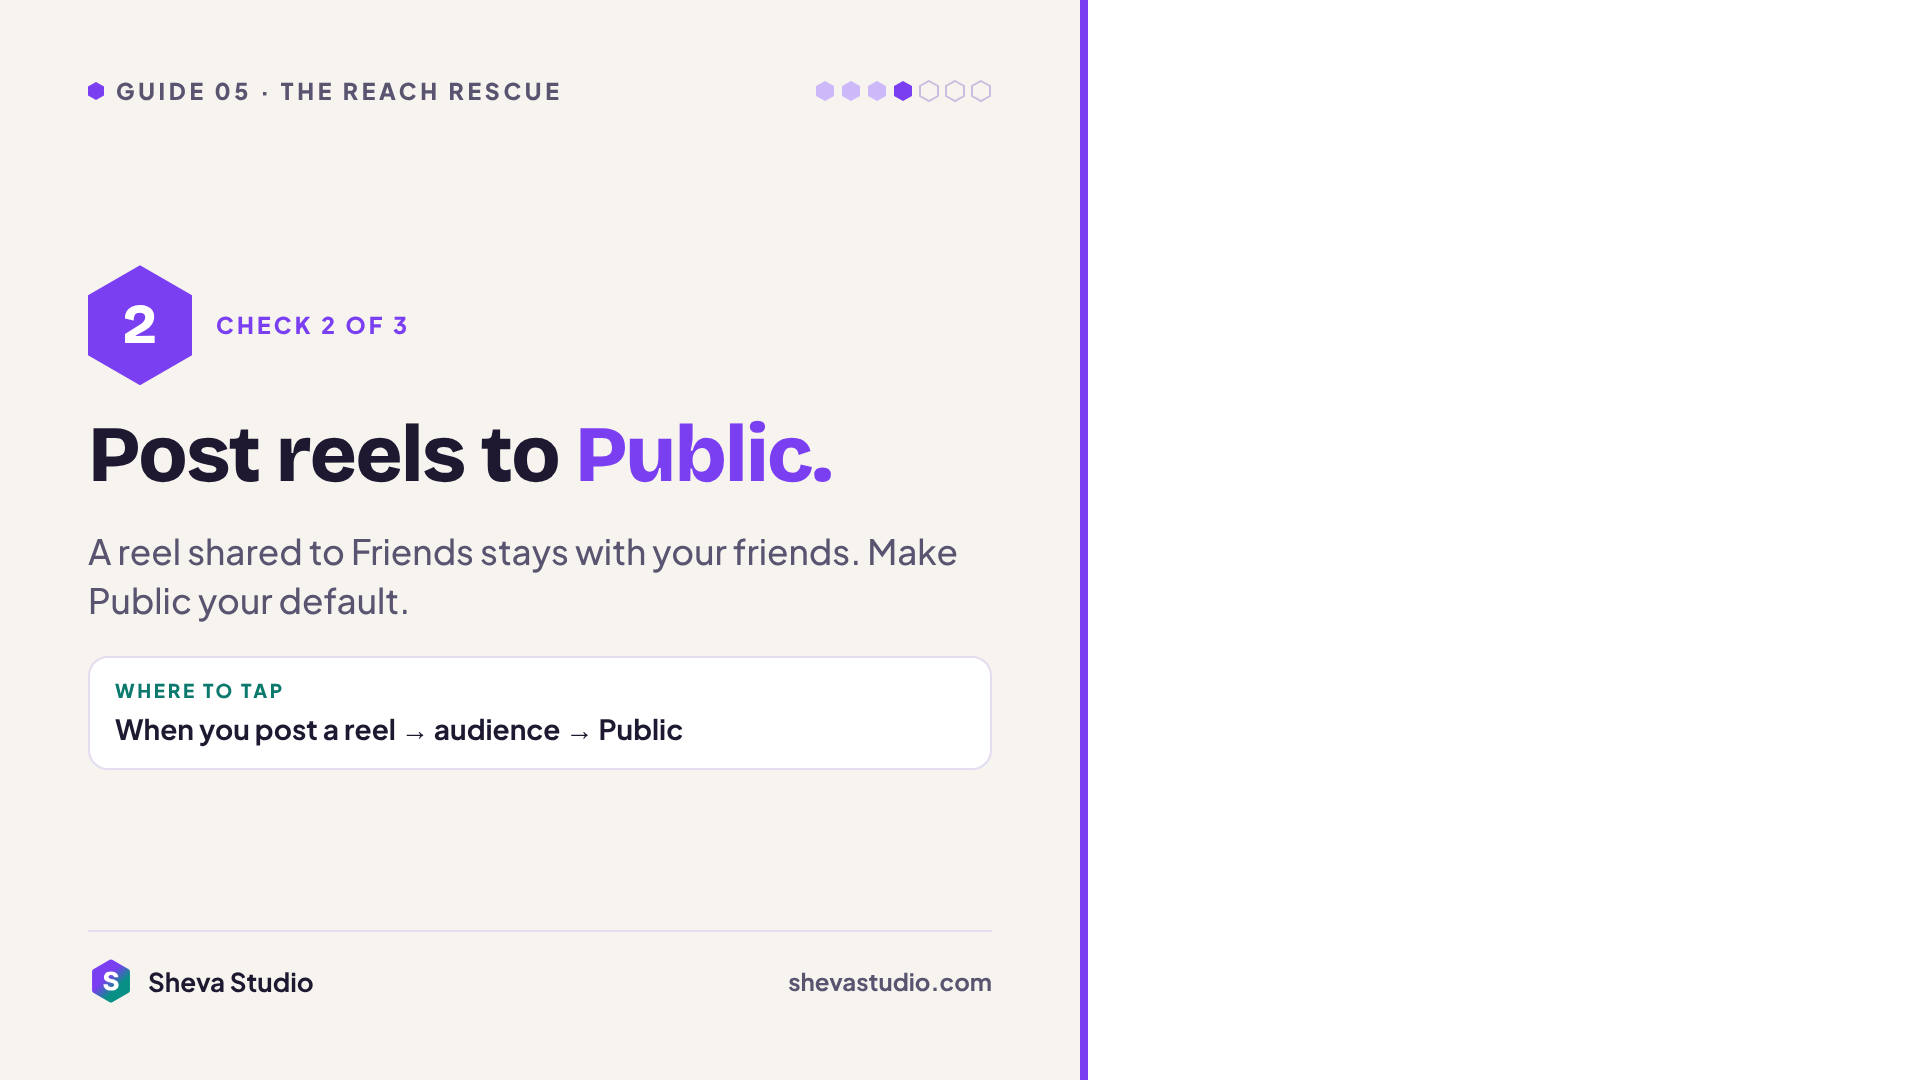 GUIDE 05 · THE REACH RESCUE
2
CHECK 2 OF 3
Post reels to Public.
A reel shared to Friends stays with your friends. Make
Public your default.
WHERE TO TAP
When you post a reel → audience → Public
S
Sheva Studio
shevastudio.com